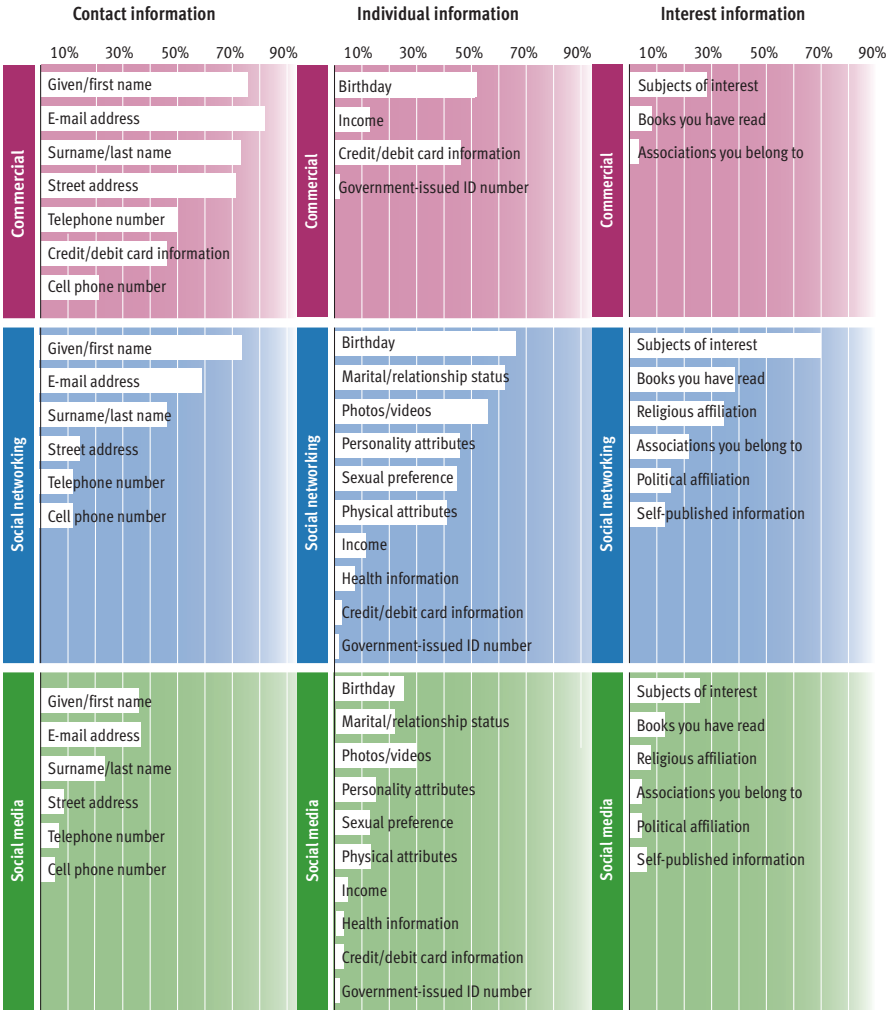 Contact information
Individual information
Interest information
10% 30% 50% 70% 90%
10% 30% 50% 70% 90%
10% 30% 50% 70% 90%
Commercial
Given/first name
E-mail address
Surname/last name
Street address
Telephone number
Credit/debit card information
Cell phone number
Commercial
Birthday
Income
Credit/debit card information
Government-issued ID number
Commercial
Subjects of interest
Books you have read
Associations you belong to
Social networking
Given/first name
E-mail address
Surname/last name
Street address
Telephone number
Cell phone number
Social networking
Birthday
Marital/relationship status
Photos/videos
Personality attributes
Sexual preference
Physical attributes
Income
Health information
Credit/debit card information
Government-issued ID number
Social networking
Subjects of interest
Books you have read
Religious affiliation
Associations you belong to
Political affiliation
Self-published information
Social media
Given/first name
E-mail address
Surname/last name
Street address
Telephone number
Cell phone number
Social media
Birthday
Marital/relationship status
Photos/videos
Personality attributes
Sexual preference
Physical attributes
Income
Health information
Credit/debit card information
Government-issued ID number
Social media
Subjects of interest
Books you have read
Religious affiliation
Associations you belong to
Political affiliation
Self-published information